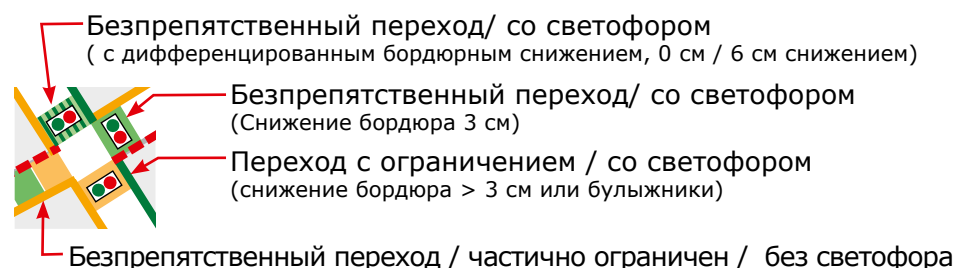 Безпрепятственный переход/ со светофором
( с дифференцированным бордюрным снижением, 0 см / 6 см снижением)
Безпрепятственный переход/ со светофором
(Снижение бордюра 3 см)
Переход с ограничением / со светофором
(снижение бордюра > 3 см или булыжники)
Безпрепятственный переход / частично ограничен /  без светофора